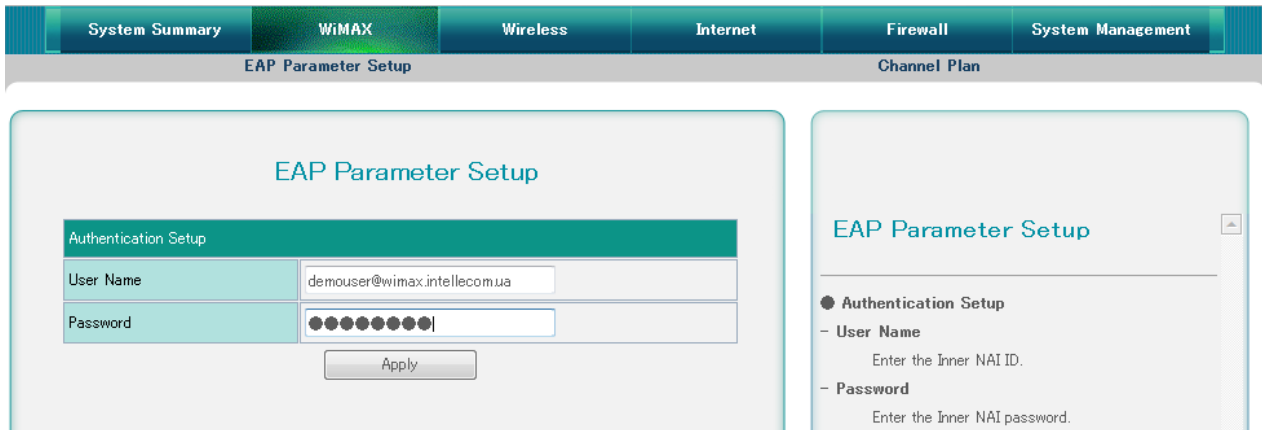 System Summary WiMAX Wireless Internet Firewall System Management
EAP Parameter Setup Channel Plan
EAP Parameter Setup
Authentication Setup
User Name demouser@wimax.intellecom.ua
Password ●●●●●●●●
Apply
EAP Parameter Setup
● Authentication Setup
- User Name
Enter the Inner NAI ID.
- Password
Enter the Inner NAI password.